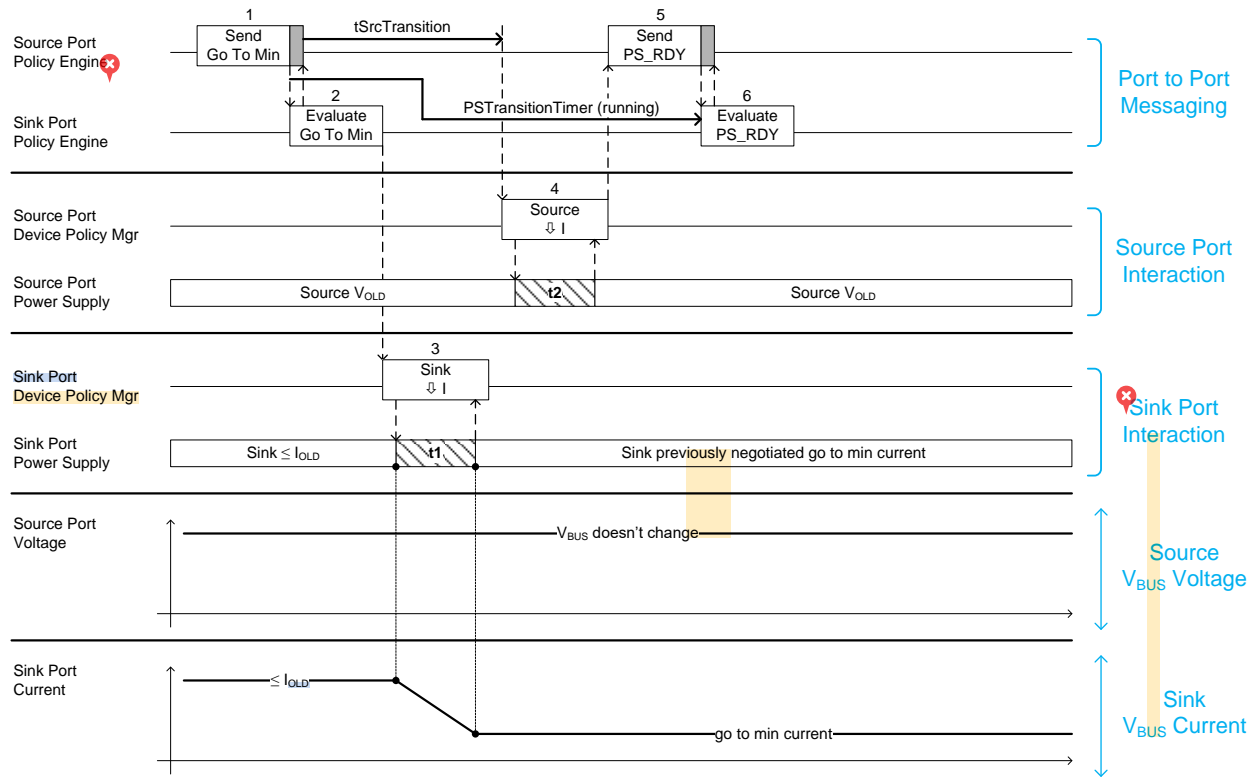 1
Send
Go To Min
tSrcTransition
5
Send
PS_RDY
Source Port
Policy Engine
2
Evaluate
Go To Min
PSTransitionTimer (running)
6
Evaluate
PS_RDY
Sink Port
Policy Engine
Port to Port
Messaging
4
Source
⇩ I
Source Port
Device Policy Mgr
Source Port
Power Supply
Source VOLD
t2
Source VOLD
Source Port
Interaction
3
Sink
⇩ I
Sink Port
Device Policy Mgr
Sink Port
Power Supply
Sink ≤ IOLD
t1
Sink previously negotiated go to min current
Sink Port
Interaction
Source Port
Voltage
VBUS doesn't change
Source
VBUS Voltage
Sink Port
Current
≤ IOLD
go to min current
Sink
VBUS Current